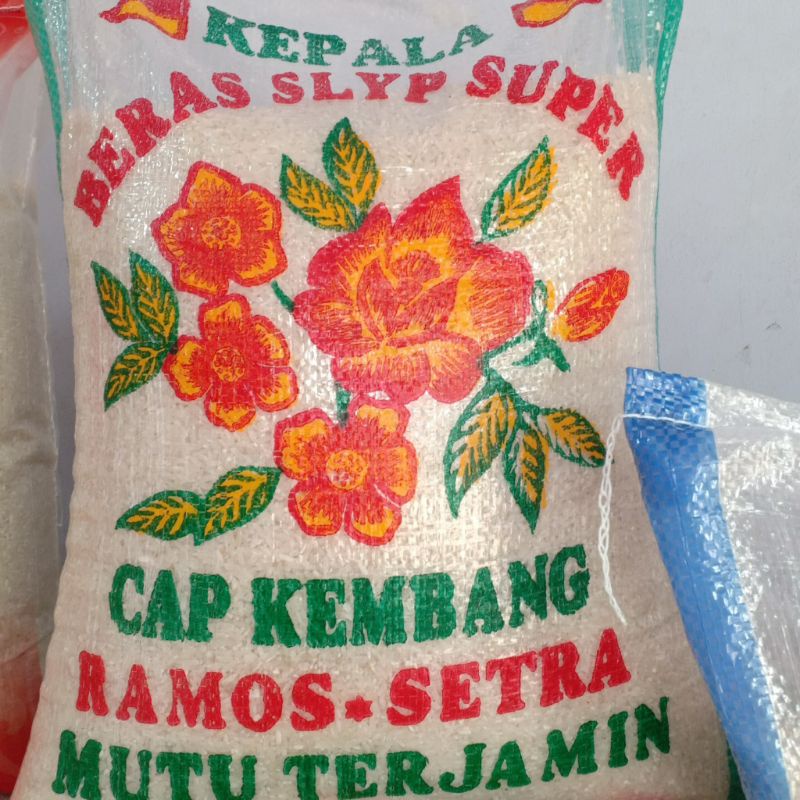 KEPALA
BERAS SLYP SUPER
CAP KEMBANG
RAMOS * SETRA
MUTU TERJAMIN